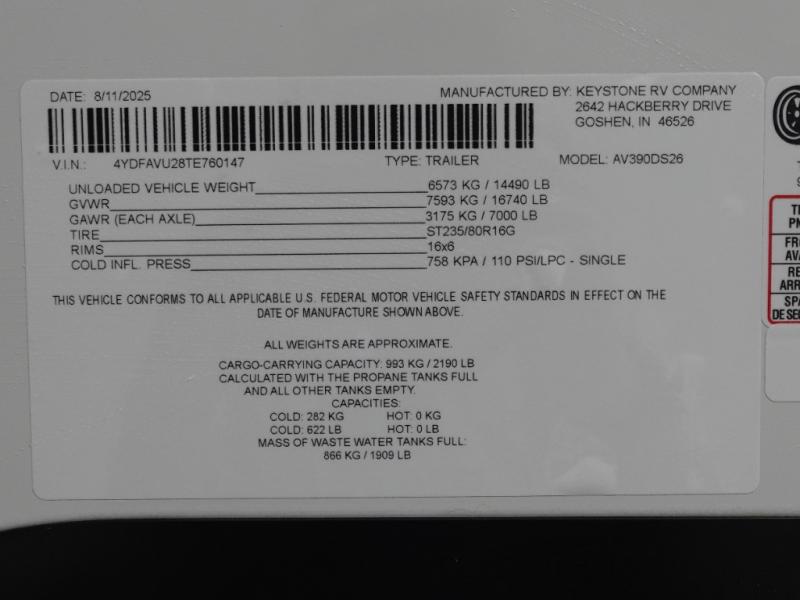 DATE: 8/11/2025
MANUFACTURED BY: KEYSTONE RV COMPANY
2642 HACKBERRY DRIVE
GOSHEN, IN 46526
V.I.N.: 4YDFAVU28TE760147 TYPE: TRAILER MODEL: AV390DS26
UNLOADED VEHICLE WEIGHT 6573 KG / 14490 LB
GVWR 7593 KG / 16740 LB
GAWR (EACH AXLE) 3175 KG / 7000 LB
TIRE ST235/80R16G
RIMS 16x6
COLD INFL. PRESS 758 KPA / 110 PSI/LPC - SINGLE
THIS VEHICLE CONFORMS TO ALL APPLICABLE U.S. FEDERAL MOTOR VEHICLE SAFETY STANDARDS IN EFFECT ON THE
DATE OF MANUFACTURE SHOWN ABOVE.
ALL WEIGHTS ARE APPROXIMATE.
CARGO-CARRYING CAPACITY: 993 KG / 2190 LB
CALCULATED WITH THE PROPANE TANKS FULL
AND ALL OTHER TANKS EMPTY.
CAPACITIES:
COLD: 282 KG HOT: 0 KG
COLD: 622 LB HOT: 0 LB
MASS OF WASTE WATER TANKS FULL:
866 KG / 1909 LB